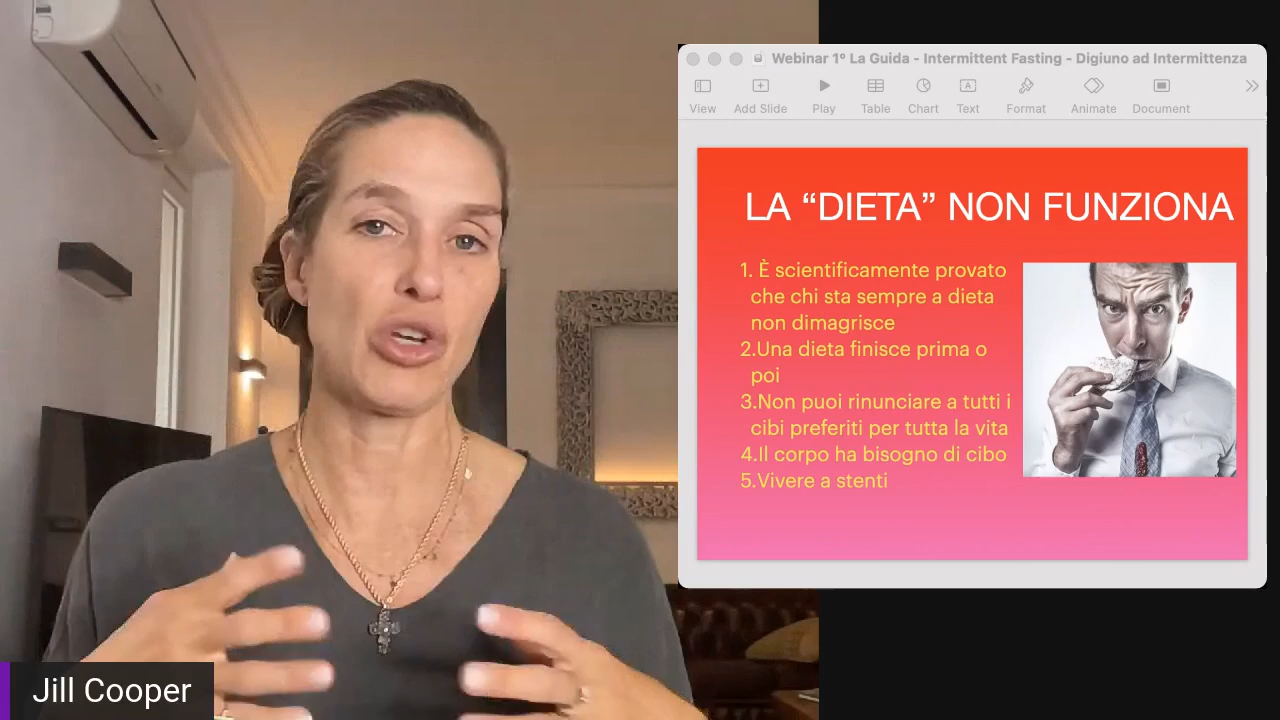 Webinar 1º La Guida - Intermittent Fasting - Digiuno ad Intermittenza
View Add Slide Play Table Chart Text Format Animate Document
LA “DIETA” NON FUNZIONA
1. È scientificamente provato
che chi sta sempre a dieta
non dimagrisce
2.Una dieta finisce prima o
poi
3.Non puoi rinunciare a tutti i
cibi preferiti per tutta la vita
4.Il corpo ha bisogno di cibo
5.Vivere a stenti
Jill Cooper